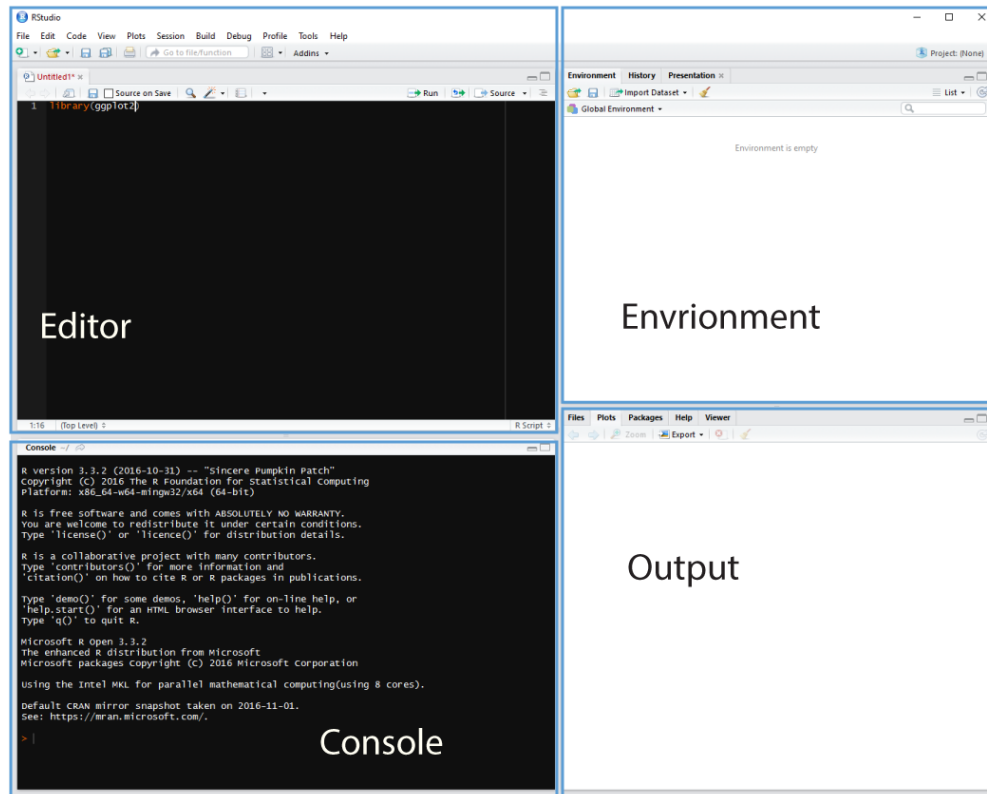 RStudio
File Edit Code View Plots Session Build Debug Profile Tools Help
Go to file/function Addins
Project: (None)
Untitled1* ×
Source on Save Run Source
1 library(ggplot2)
Editor
1:16 (Top Level) R Script
Environment History Presentation ×
Import Dataset List
Global Environment
Environment is empty
Envrionment
Console ~/
R version 3.3.2 (2016-10-31) -- "Sincere Pumpkin Patch"
Copyright (C) 2016 The R Foundation for Statistical Computing
Platform: x86_64-w64-mingw32/x64 (64-bit)
R is free software and comes with ABSOLUTELY NO WARRANTY.
You are welcome to redistribute it under certain conditions.
Type 'license()' or 'licence()' for distribution details.
R is a collaborative project with many contributors.
Type 'contributors()' for more information and
'citation()' on how to cite R or R packages in publications.
Type 'demo()' for some demos, 'help()' for on-line help, or
'help.start()' for an HTML browser interface to help.
Type 'q()' to quit R.
Microsoft R Open 3.3.2
The enhanced R distribution from Microsoft
Microsoft packages Copyright (C) 2016 Microsoft Corporation
Using the Intel MKL for parallel mathematical computing(using 8 cores).
Default CRAN mirror snapshot taken on 2016-11-01.
See: https://mran.microsoft.com/.
>
Console
Files Plots Packages Help Viewer
Zoom Export
Output